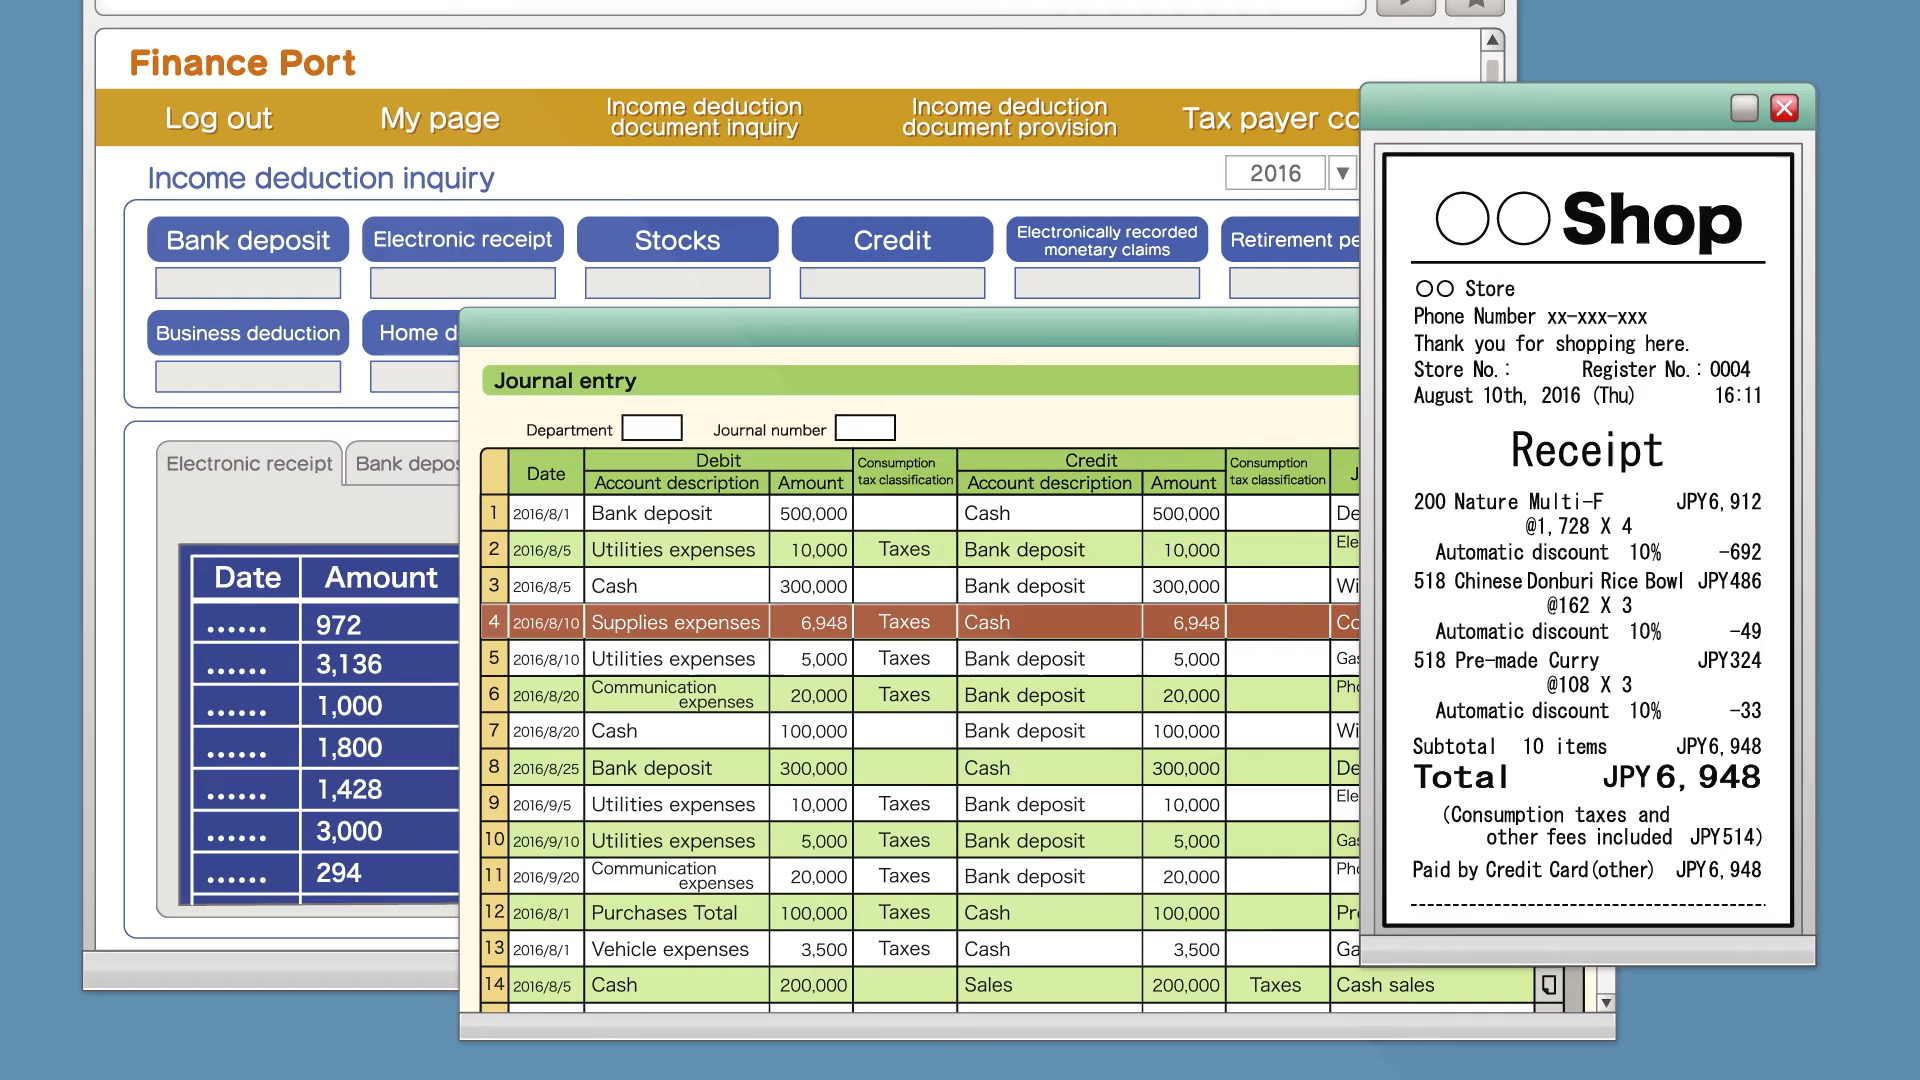 Finance Port
Log out
My page
Income deduction
document inquiry
Income deduction
document provision
Tax payer co
Income deduction inquiry
2016
Bank deposit
Electronic receipt
Stocks
Credit
Electronically recorded
monetary claims
Retirement pe
Business deduction
Home d
Electronic receipt
Bank depos
Date Amount
...... 972
...... 3,136
...... 1,000
...... 1,800
...... 1,428
...... 3,000
...... 294
Journal entry
Department
Journal number
Date
Debit
Account description Amount
Consumption
tax classification
Credit
Account description Amount
Consumption
tax classification
J
1 2016/8/1 Bank deposit 500,000 Cash 500,000 De
2 2016/8/5 Utilities expenses 10,000 Taxes Bank deposit 10,000 Ele
3 2016/8/5 Cash 300,000 Bank deposit 300,000 Wi
4 2016/8/10 Supplies expenses 6,948 Taxes Cash 6,948 Co
5 2016/8/10 Utilities expenses 5,000 Taxes Bank deposit 5,000 Gas
6 2016/8/20 Communication expenses 20,000 Taxes Bank deposit 20,000 Pho
7 2016/8/20 Cash 100,000 Bank deposit 100,000 Wi
8 2016/8/25 Bank deposit 300,000 Cash 300,000 De
9 2016/9/5 Utilities expenses 10,000 Taxes Bank deposit 10,000 Ele
10 2016/9/10 Utilities expenses 5,000 Taxes Bank deposit 5,000 Gas
11 2016/9/20 Communication expenses 20,000 Taxes Bank deposit 20,000 Pho
12 2016/8/1 Purchases Total 100,000 Taxes Cash 100,000 Pr
13 2016/8/1 Vehicle expenses 3,500 Taxes Cash 3,500 Ga
14 2016/8/5 Cash 200,000 Sales 200,000 Taxes Cash sales
○○Shop
○○ Store
Phone Number xx-xxx-xxx
Thank you for shopping here.
Store No.: Register No.: 0004
August 10th, 2016 (Thu) 16:11
Receipt
200 Nature Multi-F JPY6,912
@1,728 X 4
Automatic discount 10% -692
518 Chinese Donburi Rice Bowl JPY486
@162 X 3
Automatic discount 10% -49
518 Pre-made Curry JPY324
@108 X 3
Automatic discount 10% -33
Subtotal 10 items JPY6,948
Total JPY6,948
(Consumption taxes and
other fees included JPY514)
Paid by Credit Card(other) JPY6,948